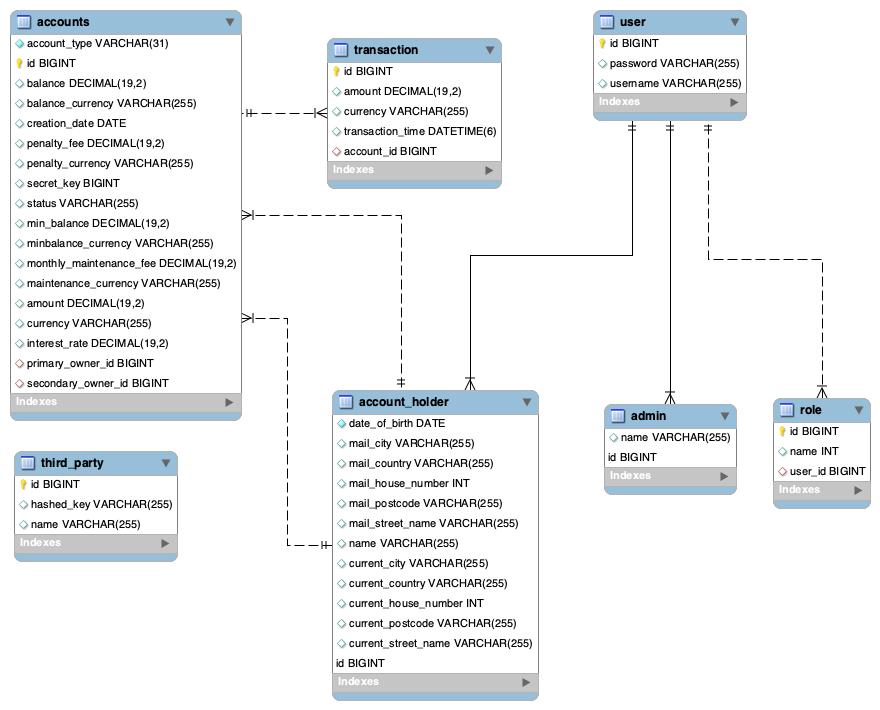 accounts
account_type VARCHAR(31)
id BIGINT
balance DECIMAL(19,2)
balance_currency VARCHAR(255)
creation_date DATE
penalty_fee DECIMAL(19,2)
penalty_currency VARCHAR(255)
secret_key BIGINT
status VARCHAR(255)
min_balance DECIMAL(19,2)
minbalance_currency VARCHAR(255)
monthly_maintenance_fee DECIMAL(19,2)
maintenance_currency VARCHAR(255)
amount DECIMAL(19,2)
currency VARCHAR(255)
interest_rate DECIMAL(19,2)
primary_owner_id BIGINT
secondary_owner_id BIGINT
Indexes
transaction
id BIGINT
amount DECIMAL(19,2)
currency VARCHAR(255)
transaction_time DATETIME(6)
account_id BIGINT
Indexes
user
id BIGINT
password VARCHAR(255)
username VARCHAR(255)
Indexes
third_party
id BIGINT
hashed_key VARCHAR(255)
name VARCHAR(255)
Indexes
account_holder
date_of_birth DATE
mail_city VARCHAR(255)
mail_country VARCHAR(255)
mail_house_number INT
mail_postcode VARCHAR(255)
mail_street_name VARCHAR(255)
name VARCHAR(255)
current_city VARCHAR(255)
current_country VARCHAR(255)
current_house_number INT
current_postcode VARCHAR(255)
current_street_name VARCHAR(255)
id BIGINT
Indexes
admin
name VARCHAR(255)
id BIGINT
Indexes
role
id BIGINT
name INT
user_id BIGINT
Indexes